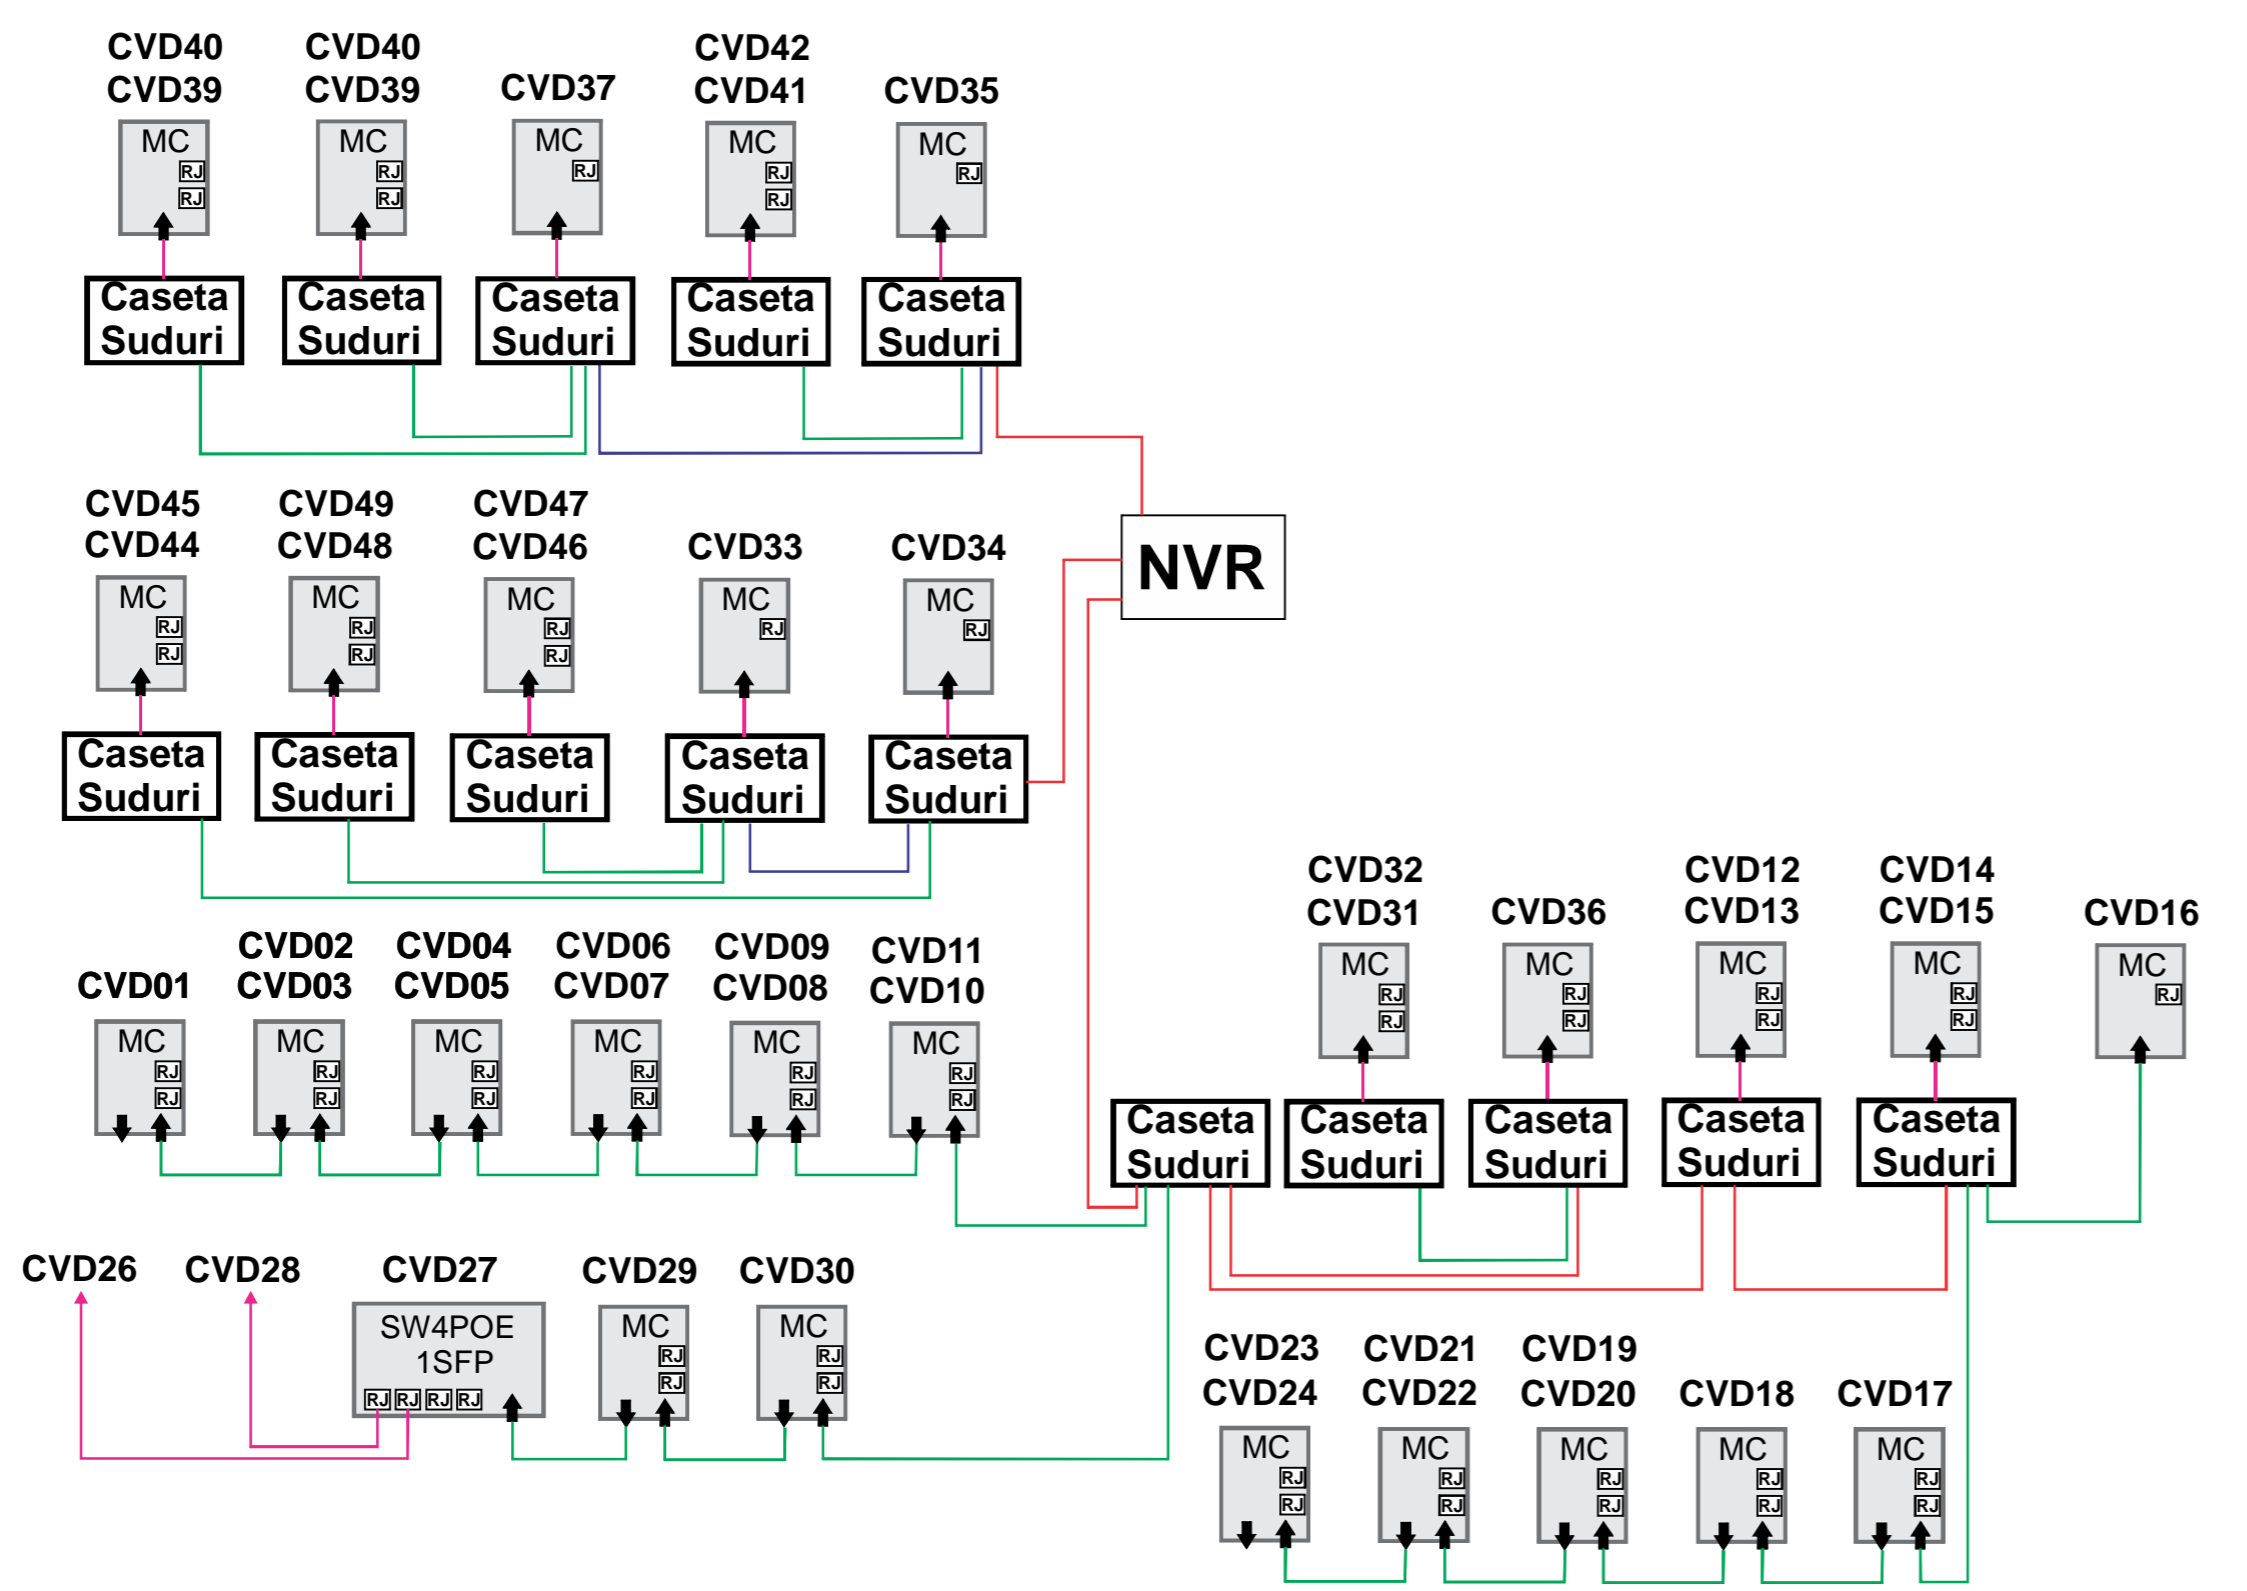 CVD40 CVD40 CVD42
CVD39 CVD39 CVD37 CVD41 CVD35
MC MC MC MC MC
RJ RJ RJ RJ RJ
RJ RJ RJ
Caseta Caseta Caseta Caseta Caseta
Suduri Suduri Suduri Suduri Suduri
CVD45 CVD49 CVD47
CVD44 CVD48 CVD46 CVD33 CVD34
NVR
MC MC MC MC MC
RJ RJ RJ RJ RJ
RJ RJ RJ
Caseta Caseta Caseta Caseta Caseta
Suduri Suduri Suduri Suduri Suduri
CVD32 CVD12 CVD14
CVD31 CVD36 CVD13 CVD15 CVD16
MC MC MC MC MC
RJ RJ RJ RJ RJ
RJ RJ RJ RJ
Caseta Caseta Caseta Caseta Caseta
Suduri Suduri Suduri Suduri Suduri
CVD02 CVD04 CVD06 CVD09 CVD11
CVD01 CVD03 CVD05 CVD07 CVD08 CVD10
MC MC MC MC MC MC
RJ RJ RJ RJ RJ RJ
RJ RJ RJ RJ RJ RJ
CVD26 CVD28 CVD27 CVD29 CVD30
SW4POE MC MC
1SFP RJ RJ
RJ RJ RJ RJ RJ RJ
CVD23 CVD21 CVD19
CVD24 CVD22 CVD20 CVD18 CVD17
MC MC MC MC MC
RJ RJ RJ RJ RJ
RJ RJ RJ RJ RJ